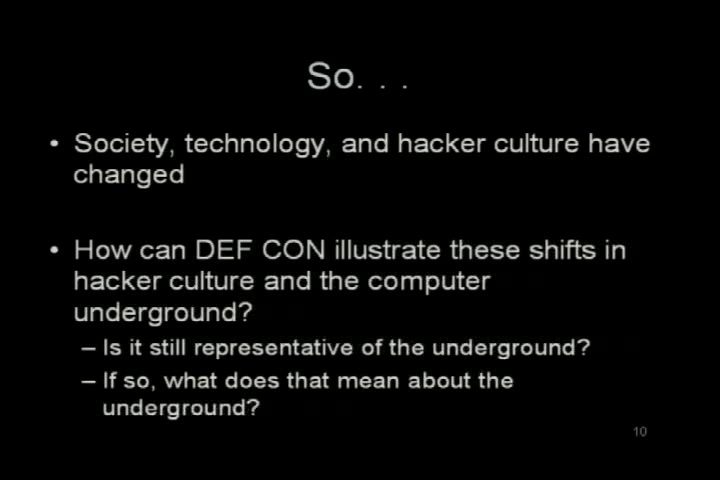 So. . .
• Society, technology, and hacker culture have
changed
• How can DEF CON illustrate these shifts in
hacker culture and the computer
underground?
– Is it still representative of the underground?
– If so, what does that mean about the
underground?
10